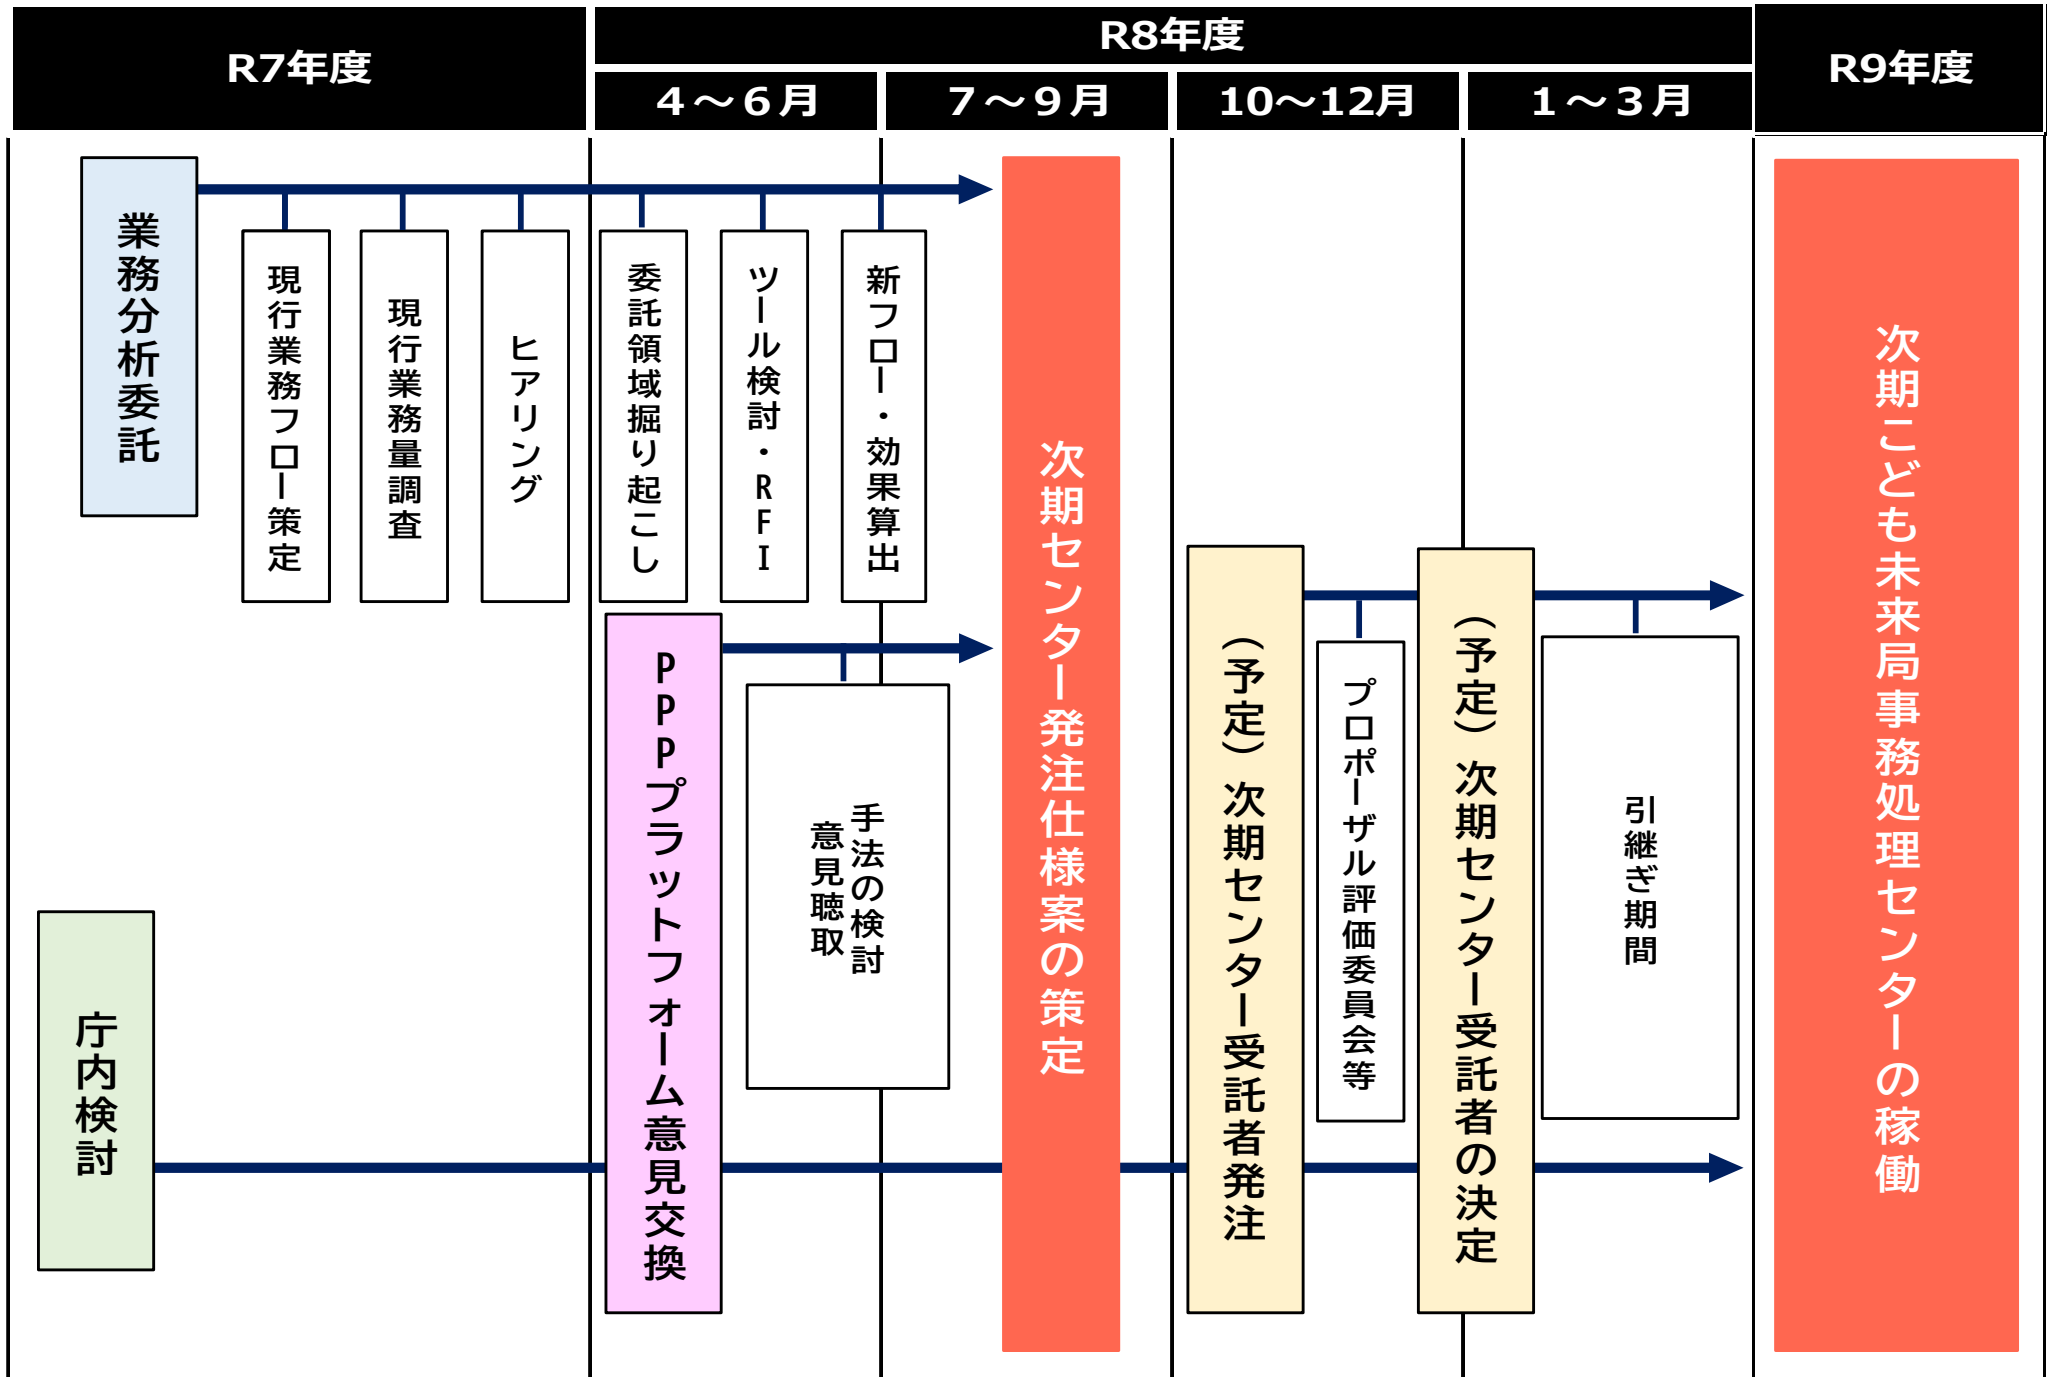 R7年度
R8年度
R9年度
4～6月
7～9月
10～12月
1～3月
業務分析委託
現行業務フロー策定
現行業務量調査
ヒアリング
委託領域掘り起こし
ツール検討・RFI
新フロー・効果算出
PPPプラットフォーム意見交換
手法の検討
意見聴取
次期センター発注仕様案の策定
（予定）次期センター受託者発注
プロポーザル評価委員会等
（予定）次期センター受託者の決定
引継ぎ期間
次期こども未来局事務処理センターの稼働
庁内検討